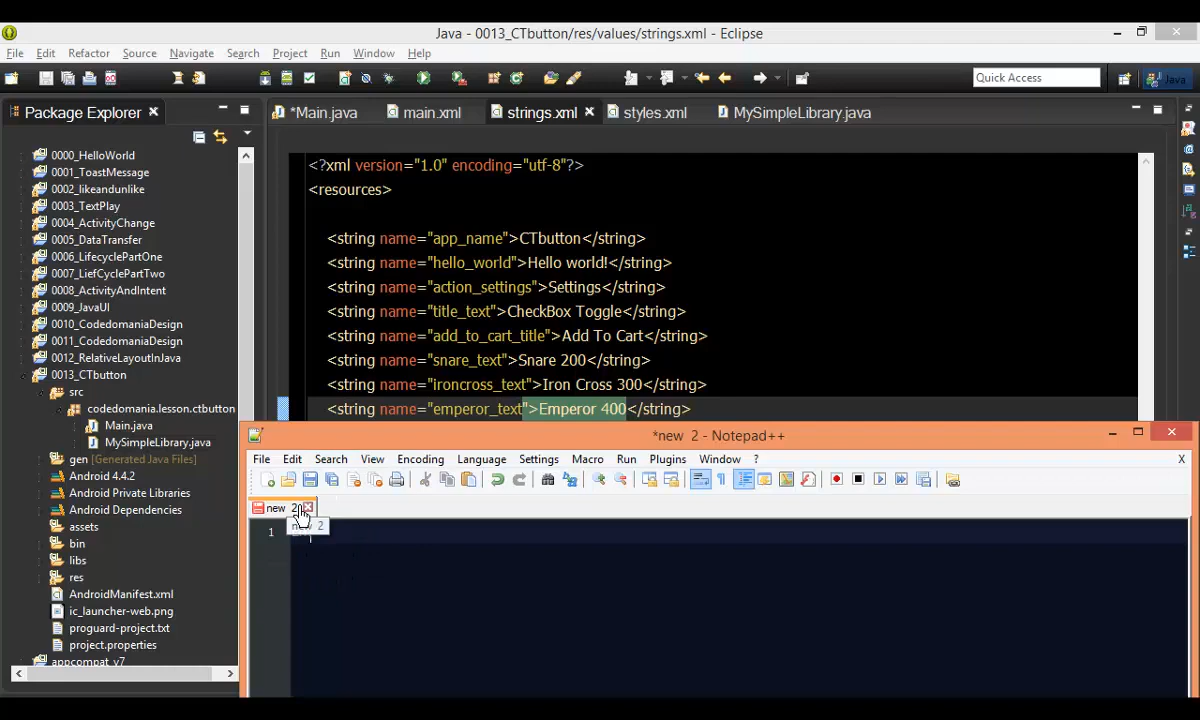 Java - 0013_CTbutton/res/values/strings.xml - Eclipse
File Edit Refactor Source Navigate Search Project Run Window Help
Quick Access
Java
Package Explorer
*Main.java main.xml strings.xml styles.xml MySimpleLibrary.java
0000_HelloWorld
0001_ToastMessage
0002_likeandunlike
0003_TextPlay
0004_ActivityChange
0005_DataTransfer
0006_LifecyclePartOne
0007_LiefCyclePartTwo
0008_ActivityAndIntent
0009_JavaUI
0010_CodedomaniaDesign
0011_CodedomaniaDesign
0012_RelativeLayoutInJava
0013_CTbutton
src
codedomania.lesson.ctbutton
Main.java
MySimpleLibrary.java
gen [Generated Java Files]
Android 4.4.2
Android Private Libraries
Android Dependencies
assets
bin
libs
res
AndroidManifest.xml
ic_launcher-web.png
proguard-project.txt
project.properties
appcompat_v7
<?xml version="1.0" encoding="utf-8"?>
<resources>
<string name="app_name">CTbutton</string>
<string name="hello_world">Hello world!</string>
<string name="action_settings">Settings</string>
<string name="title_text">CheckBox Toggle</string>
<string name="add_to_cart_title">Add To Cart</string>
<string name="snare_text">Snare 200</string>
<string name="ironcross_text">Iron Cross 300</string>
<string name="emperor_text">Emperor 400</string>
*new 2 - Notepad++
File Edit Search View Encoding Language Settings Macro Run Plugins Window ? X
new 2
new 2
1